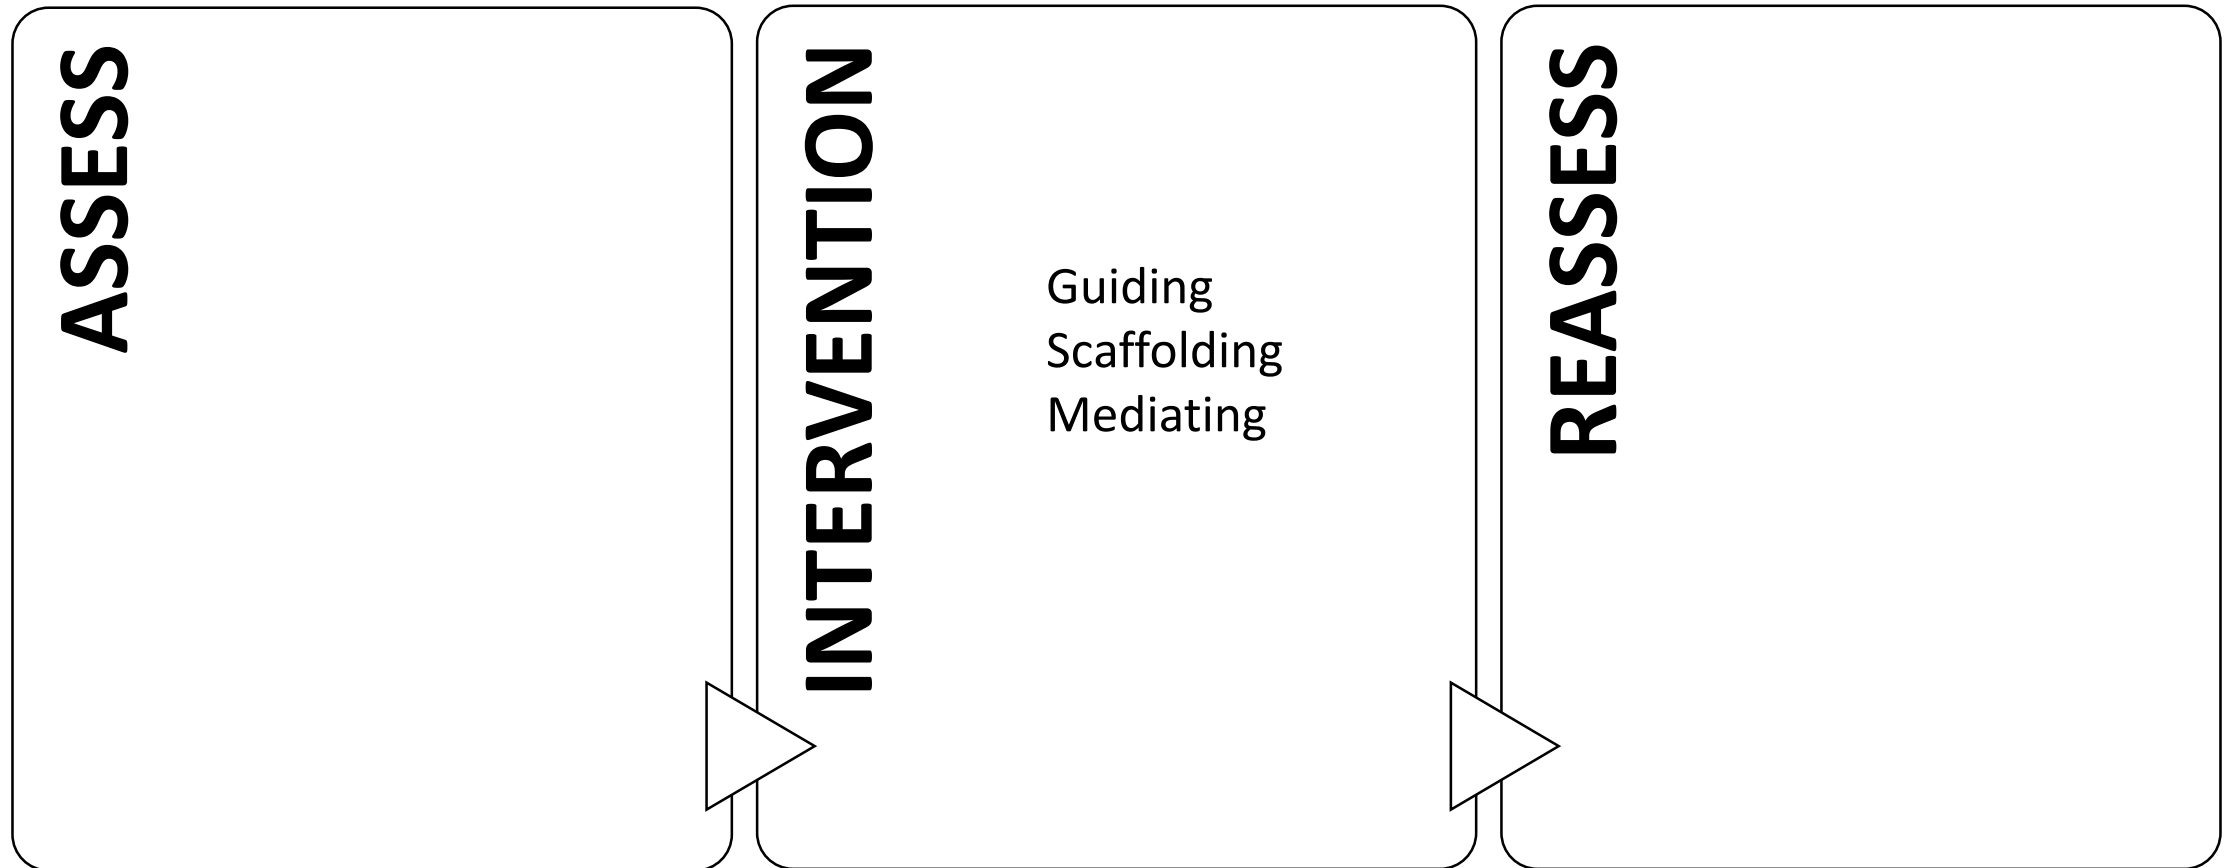 ASSESS
INTERVENTION
Guiding
Scaffolding
Mediating
REASSESS